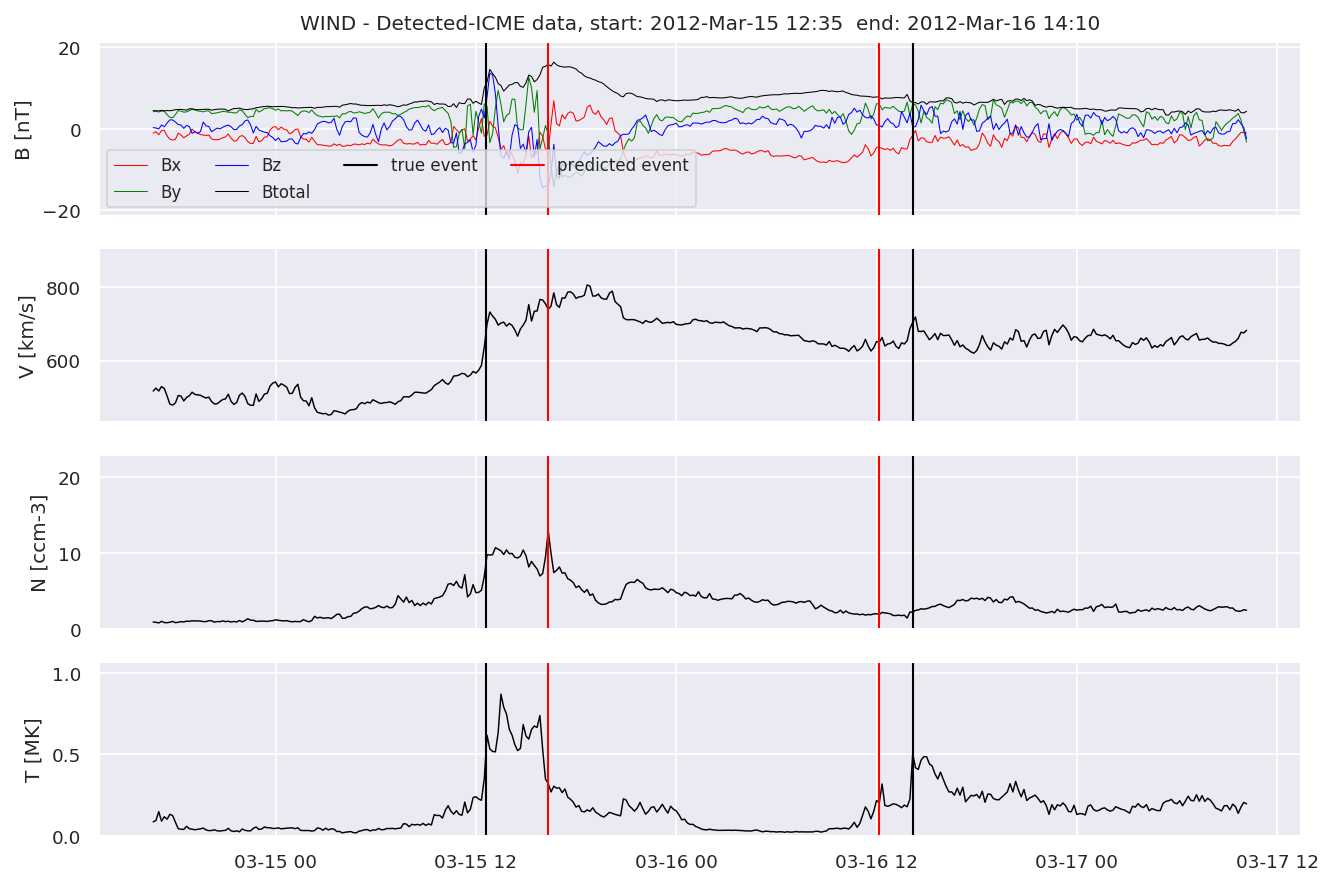 WIND - Detected-ICME data, start: 2012-Mar-15 12:35  end: 2012-Mar-16 14:10
B [nT]
20
0
−20
Bx Bz true event predicted event
By Btotal
V [km/s]
800
600
N [ccm-3]
20
10
0
T [MK]
1.0
0.5
0.0
03-15 00 03-15 12 03-16 00 03-16 12 03-17 00 03-17 12